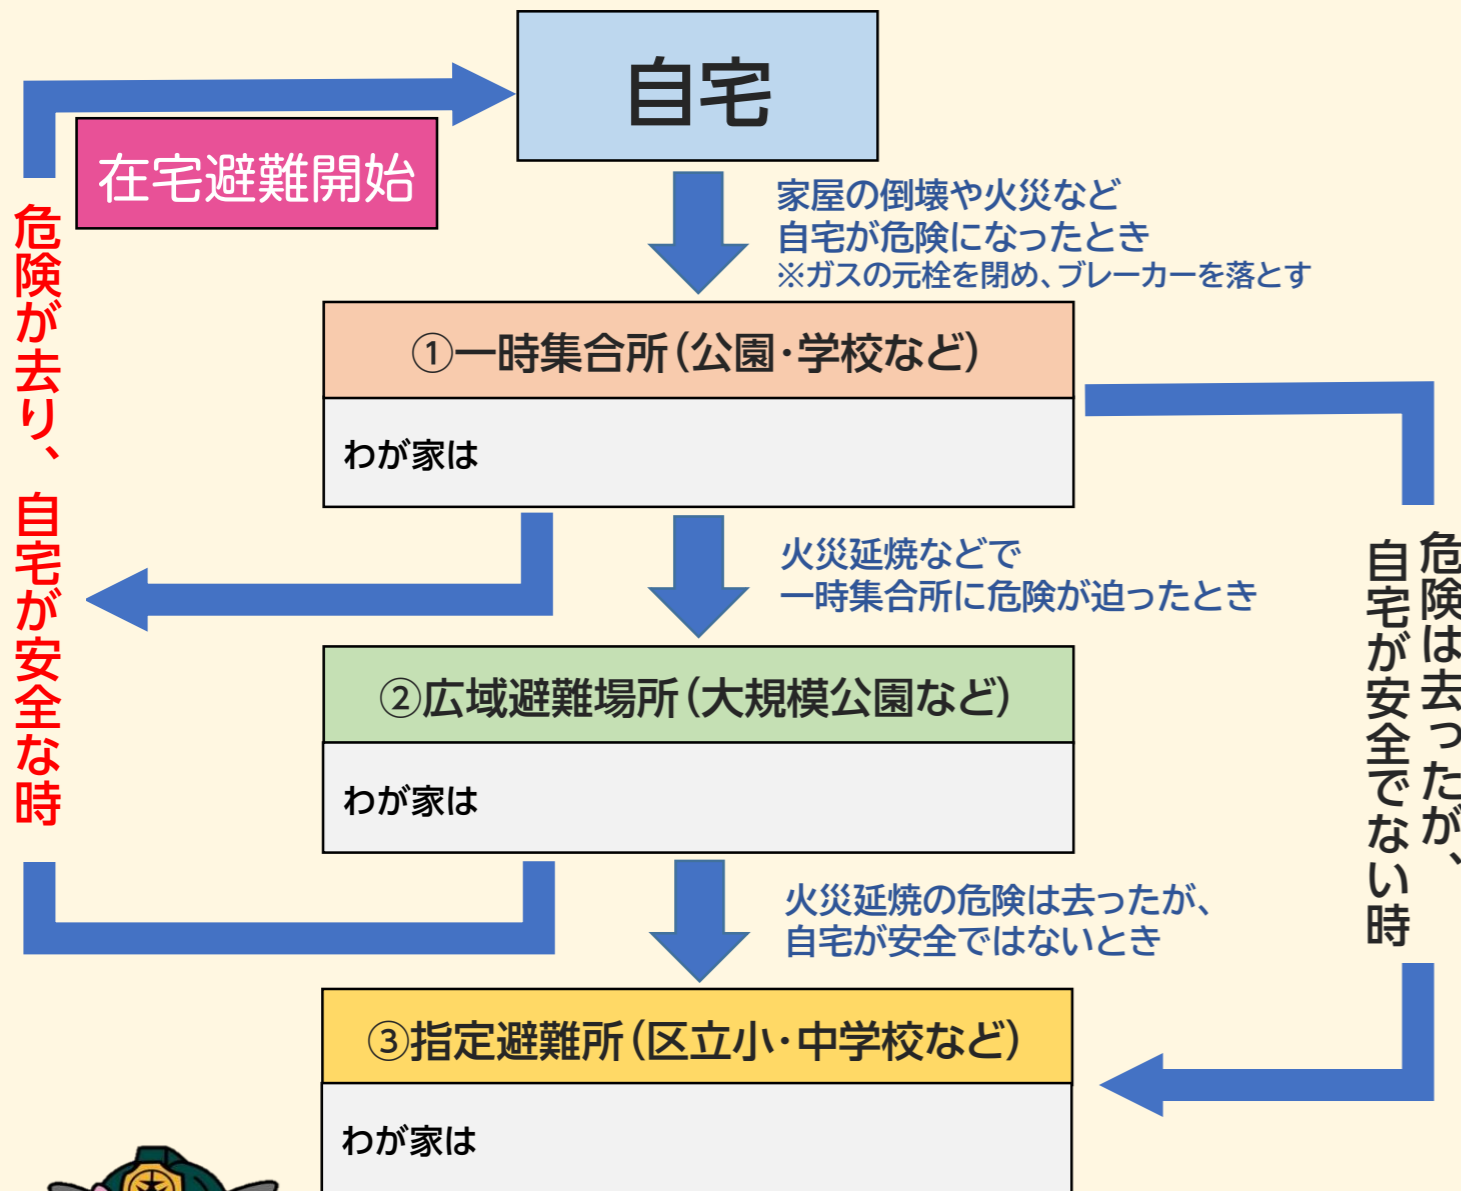 自宅
在宅避難開始
家屋の倒壊や火災など
自宅が危険になったとき
※ガスの元栓を閉め、ブレーカーを落とす
①一時集合所(公園・学校など)
わが家は
危険が去り、自宅が安全な時
火災延焼などで
一時集合所に危険が迫ったとき
危険は去ったが、
自宅が安全でない時
②広域避難場所(大規模公園など)
わが家は
火災延焼の危険は去ったが、
自宅が安全ではないとき
③指定避難所(区立小・中学校など)
わが家は